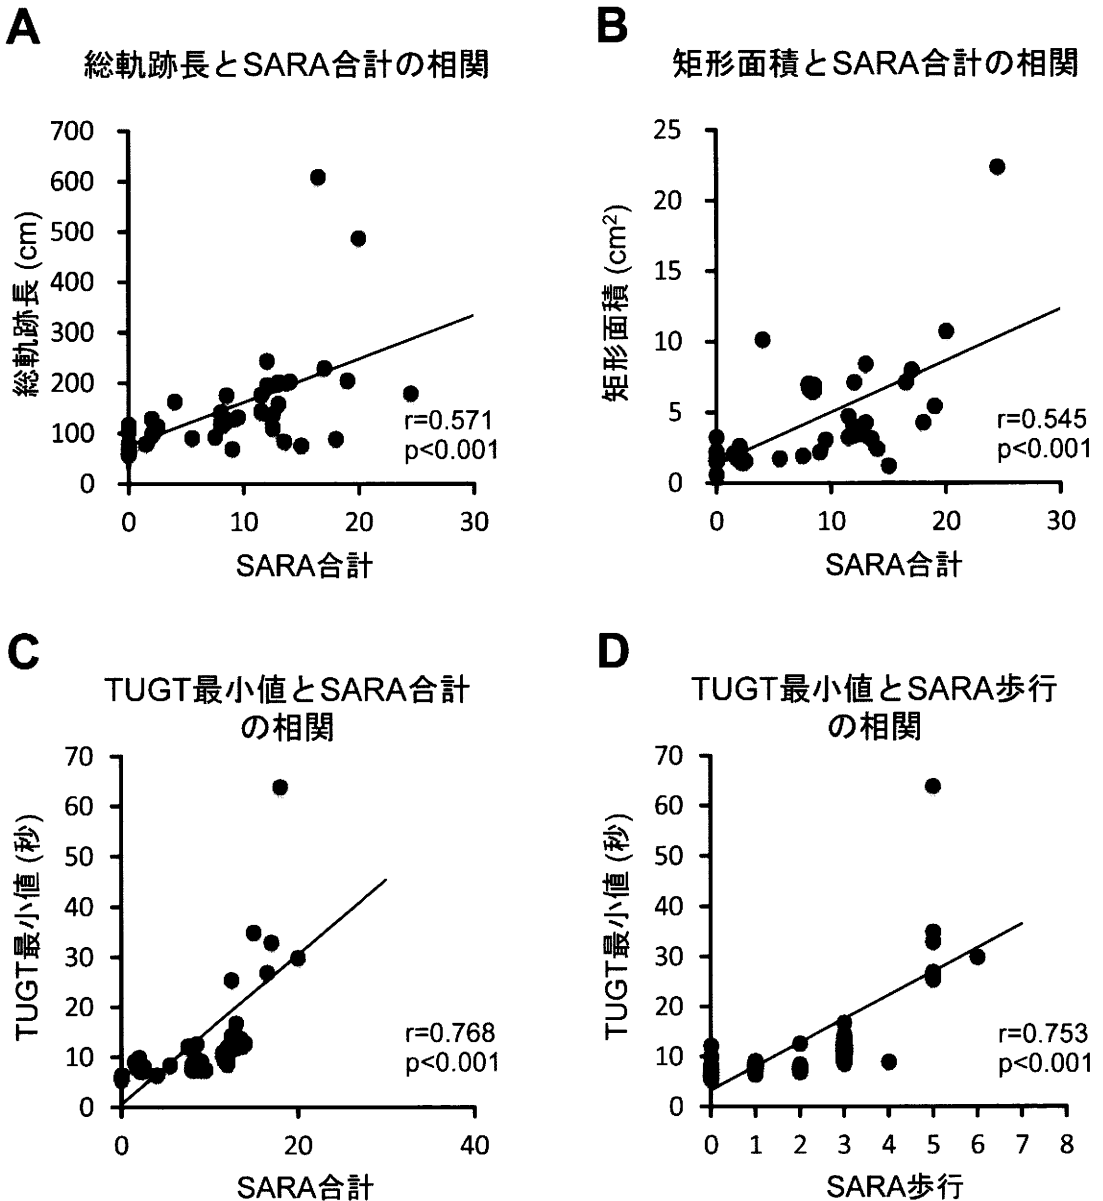 A
総軌跡長とSARA合計の相関
700
600
500
400
300
200
100
0
総軌跡長 (cm)
r=0.571
p<0.001
0 10 20 30
SARA合計
B
矩形面積とSARA合計の相関
25
20
15
10
5
0
矩形面積 (cm²)
r=0.545
p<0.001
0 10 20 30
SARA合計
C
TUGT最小値とSARA合計
の相関
70
60
50
40
30
20
10
0
TUGT最小値 (秒)
r=0.768
p<0.001
0 20 40
SARA合計
D
TUGT最小値とSARA歩行
の相関
70
60
50
40
30
20
10
0
TUGT最小値 (秒)
r=0.753
p<0.001
0 1 2 3 4 5 6 7 8
SARA歩行